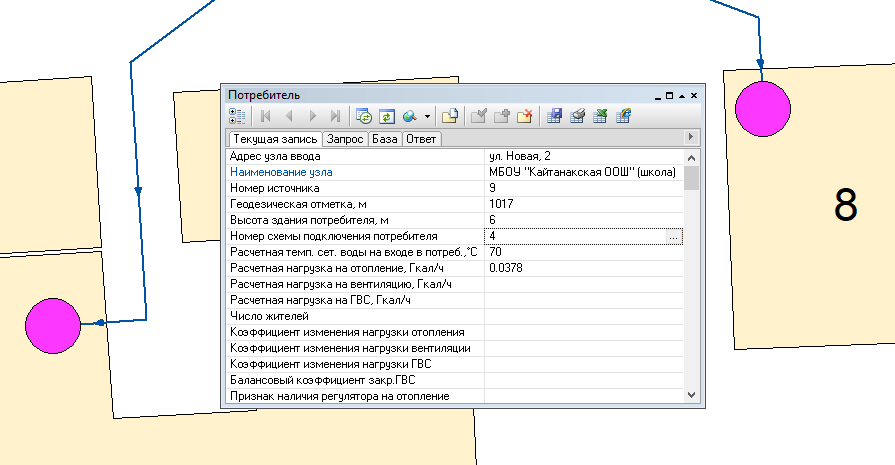 Потребитель
Текущая запись Запрос База Ответ
Адрес узла ввода ул. Новая, 2
Наименование узла МБОУ "Кайтанакская ООШ" (школа)
Номер источника 9
Геодезическая отметка, м 1017
Высота здания потребителя, м 6
Номер схемы подключения потребителя 4 ...
Расчетная темп. сет. воды на входе в потреб.,°С 70
Расчетная нагрузка на отопление, Гкал/ч 0.0378
Расчетная нагрузка на вентиляцию, Гкал/ч
Расчетная нагрузка на ГВС, Гкал/ч
Число жителей
Коэффициент изменения нагрузки отопления
Коэффициент изменения нагрузки вентиляции
Коэффициент изменения нагрузки ГВС
Балансовый коэффициент закр.ГВС
Признак наличия регулятора на отопление
8